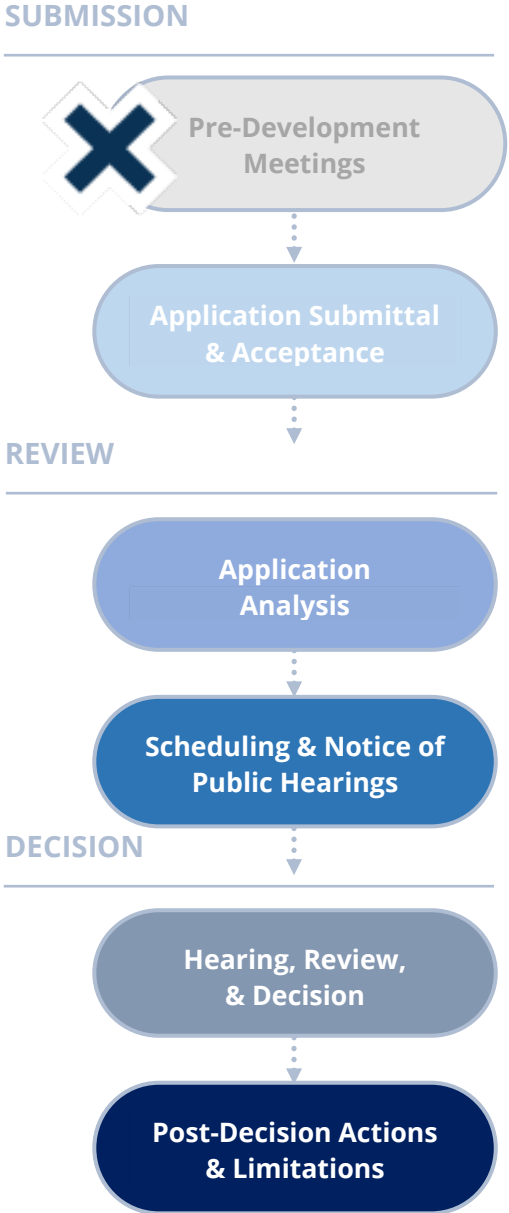 SUBMISSION
Pre-Development
Meetings
Application Submittal
& Acceptance
REVIEW
Application
Analysis
Scheduling & Notice of
Public Hearings
DECISION
Hearing, Review,
& Decision
Post-Decision Actions
& Limitations